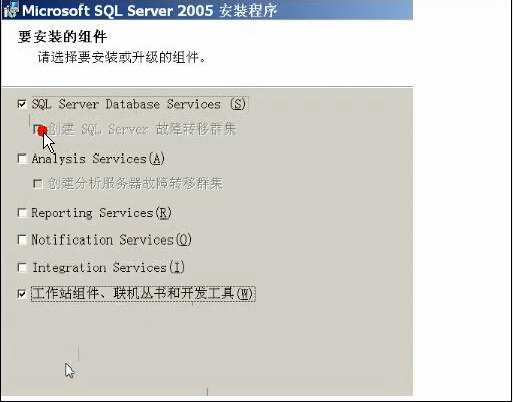 Microsoft SQL Server 2005 安装程序
要安装的组件
请选择要安装或升级的组件。
SQL Server Database Services (S)
创建 SQL Server 故障转移群集
Analysis Services(A)
创建分析服务器故障转移群集
Reporting Services(R)
Notification Services(O)
Integration Services(I)
工作站组件、联机丛书和开发工具(W)